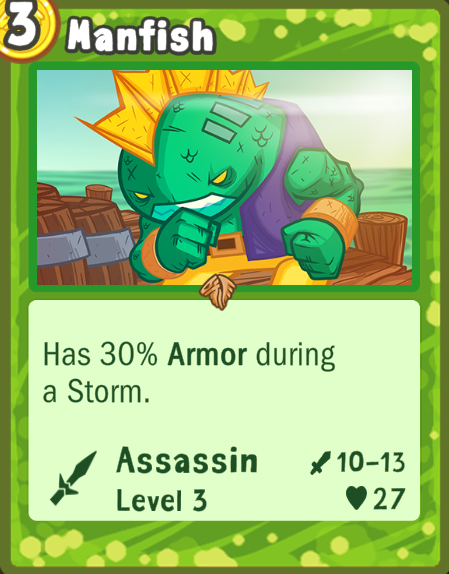 3 Manfish
Has 30% Armor during
a Storm.
Assassin 10–13
Level 3 27